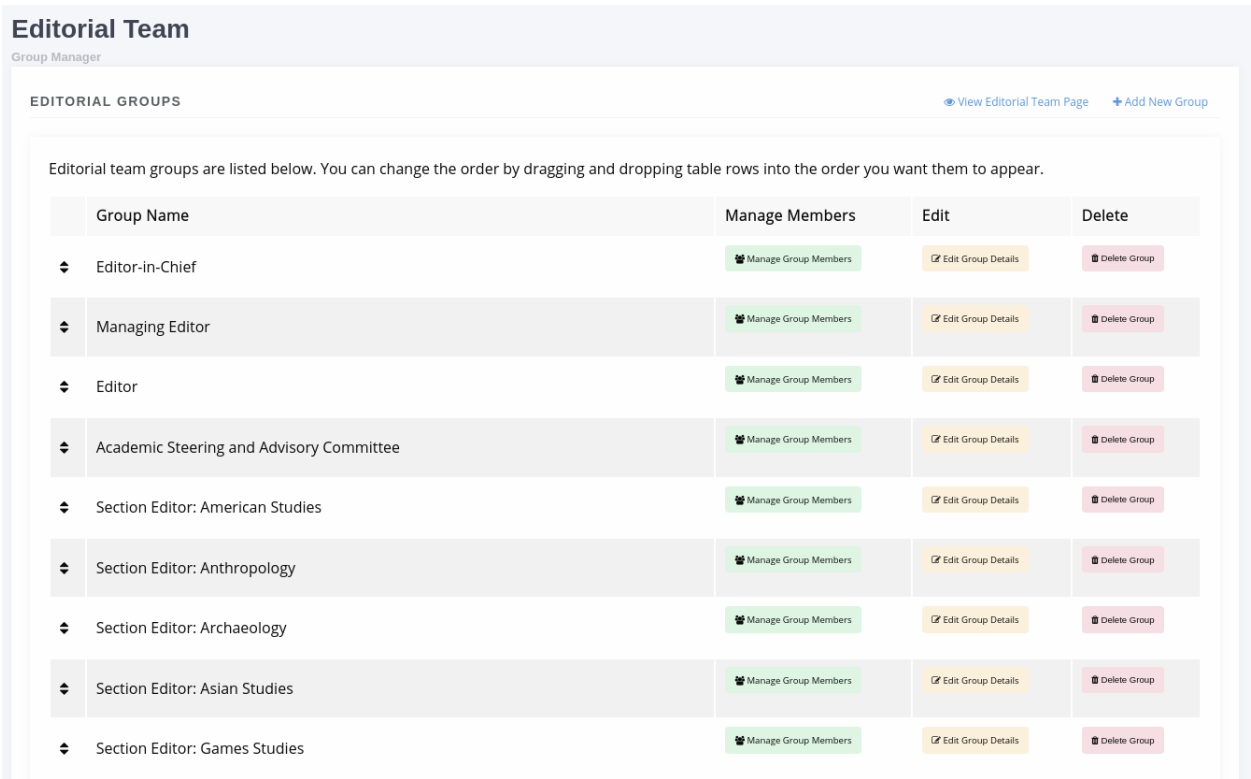 Editorial Team
Group Manager
EDITORIAL GROUPS
View Editorial Team Page
Add New Group
Editorial team groups are listed below. You can change the order by dragging and dropping table rows into the order you want them to appear.
Group Name Manage Members Edit Delete
Editor-in-Chief Manage Group Members Edit Group Details Delete Group
Managing Editor Manage Group Members Edit Group Details Delete Group
Editor Manage Group Members Edit Group Details Delete Group
Academic Steering and Advisory Committee Manage Group Members Edit Group Details Delete Group
Section Editor: American Studies Manage Group Members Edit Group Details Delete Group
Section Editor: Anthropology Manage Group Members Edit Group Details Delete Group
Section Editor: Archaeology Manage Group Members Edit Group Details Delete Group
Section Editor: Asian Studies Manage Group Members Edit Group Details Delete Group
Section Editor: Games Studies Manage Group Members Edit Group Details Delete Group